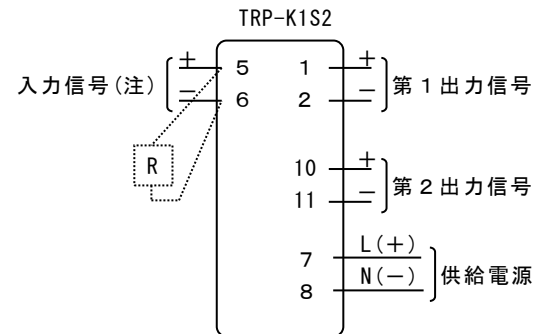 TRP-K1S2
入力信号(注)
+ 5 1 + 第1出力信号
- 6 2 -
R
10 + 第2出力信号
11 -
7 L(+) 供給電源
8 N(-)